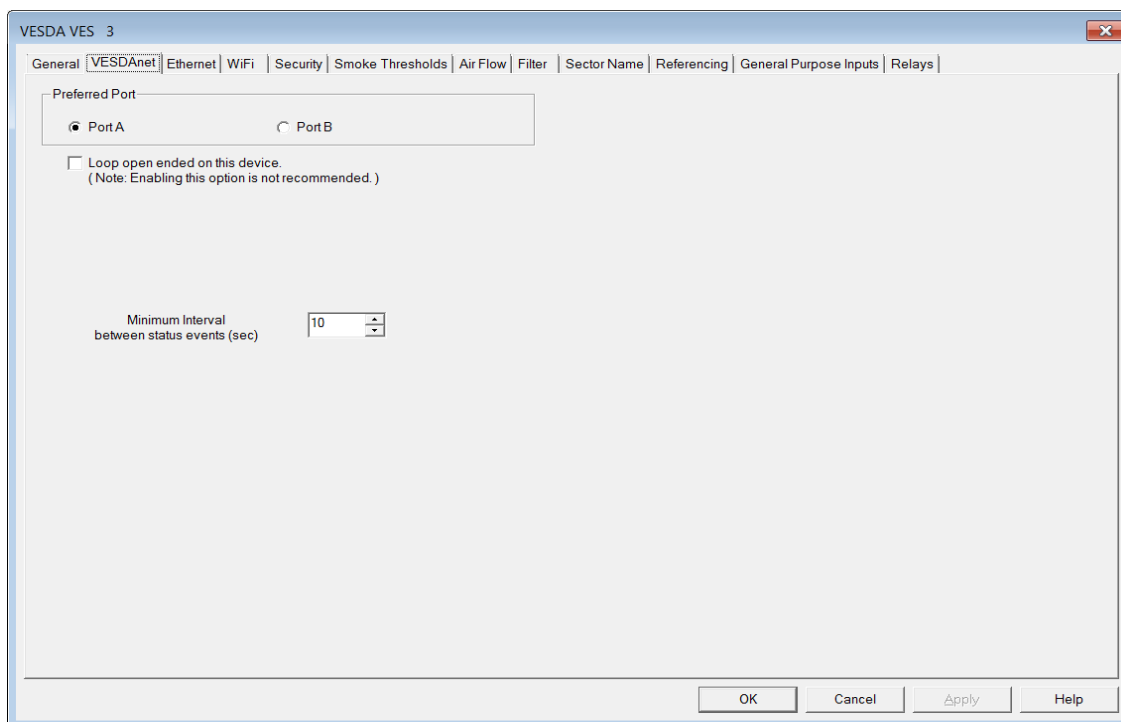 VESDA VES 3
General VESDAnet Ethernet WiFi Security Smoke Thresholds Air Flow Filter Sector Name Referencing General Purpose Inputs Relays
Preferred Port
Port A Port B
Loop open ended on this device.
( Note: Enabling this option is not recommended. )
Minimum Interval
between status events (sec)
10
OK Cancel Apply Help